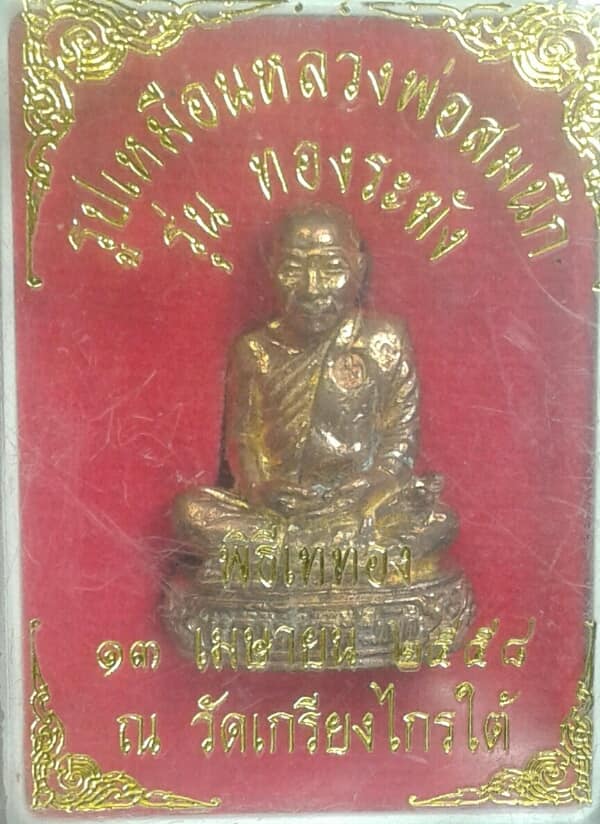 รูปเหมือนหลวงพ่อสมนึก
รุ่น ทองระฆัง
พิธีเททอง
๑๓ เมษายน ๒๕๕๘
ณ วัดเกรียงไกรใต้